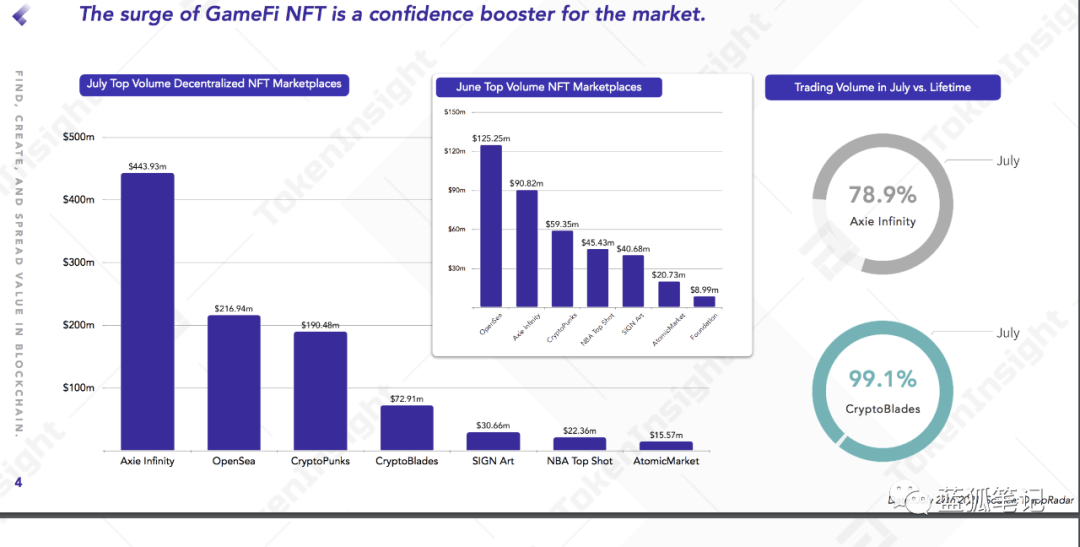 The surge of GameFi NFT is a confidence booster for the market.
FIND, CREATE, AND SPREAD VALUE IN BLOCKCHAIN.
July Top Volume Decentralized NFT Marketplaces
$500m
$400m
$300m
$200m
$100m
$443.93m
$216.94m
$190.48m
$72.91m
$30.66m
$22.36m
$15.57m
Axie Infinity
OpenSea
CryptoPunks
CryptoBlades
SIGN Art
NBA Top Shot
AtomicMarket
June Top Volume NFT Marketplaces
$150m
$120m
$90m
$60m
$30m
$125.25m
$90.82m
$59.35m
$45.43m
$40.68m
$20.73m
$8.99m
OpenSea
Axie Infinity
CryptoPunks
NBA Top Shot
SIGN Art
AtomicMarket
Foundation
Trading Volume in July vs. Lifetime
July
78.9%
Axie Infinity
July
99.1%
CryptoBlades
4
蓝狐笔记
TokenInsight